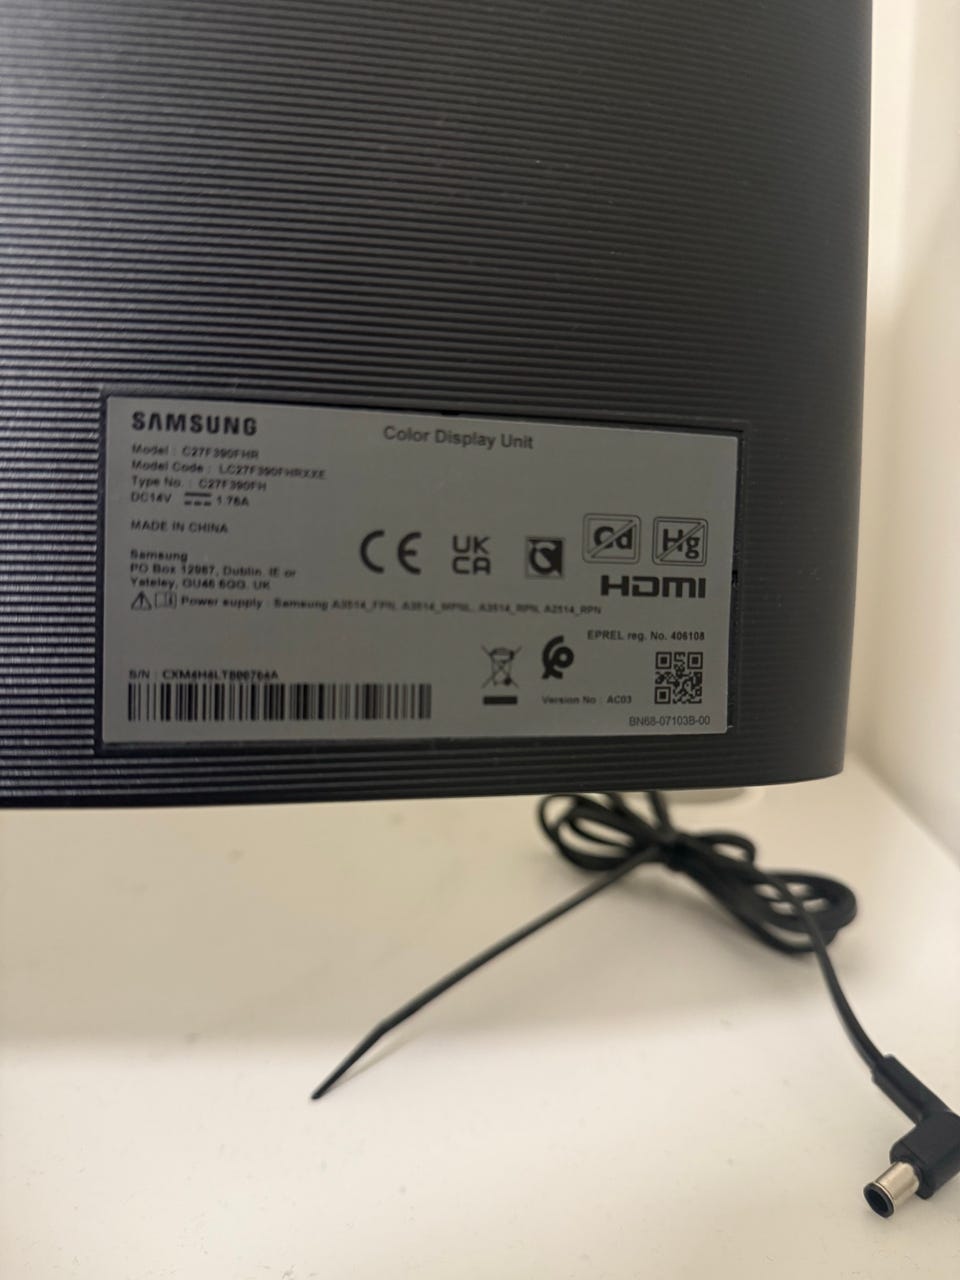 SAMSUNG
Color Display Unit
Model : C27F390FHR
Model Code : LC27F390FHRXXE
Type No. : C27F390FH
DC14V 1.78A
MADE IN CHINA
Samsung
PO Box 12987, Dublin. IE or
Yateley, GU46 6GG. UK
CE
UK
CA
Cd
Hg
HDMI
Power supply : Samsung A3514_FPN, A3514_MPNL, A3514_RPN, A2514_RPN
EPREL reg. No. 406108
S/N :
Version No : AC03
BN68-07103B-00